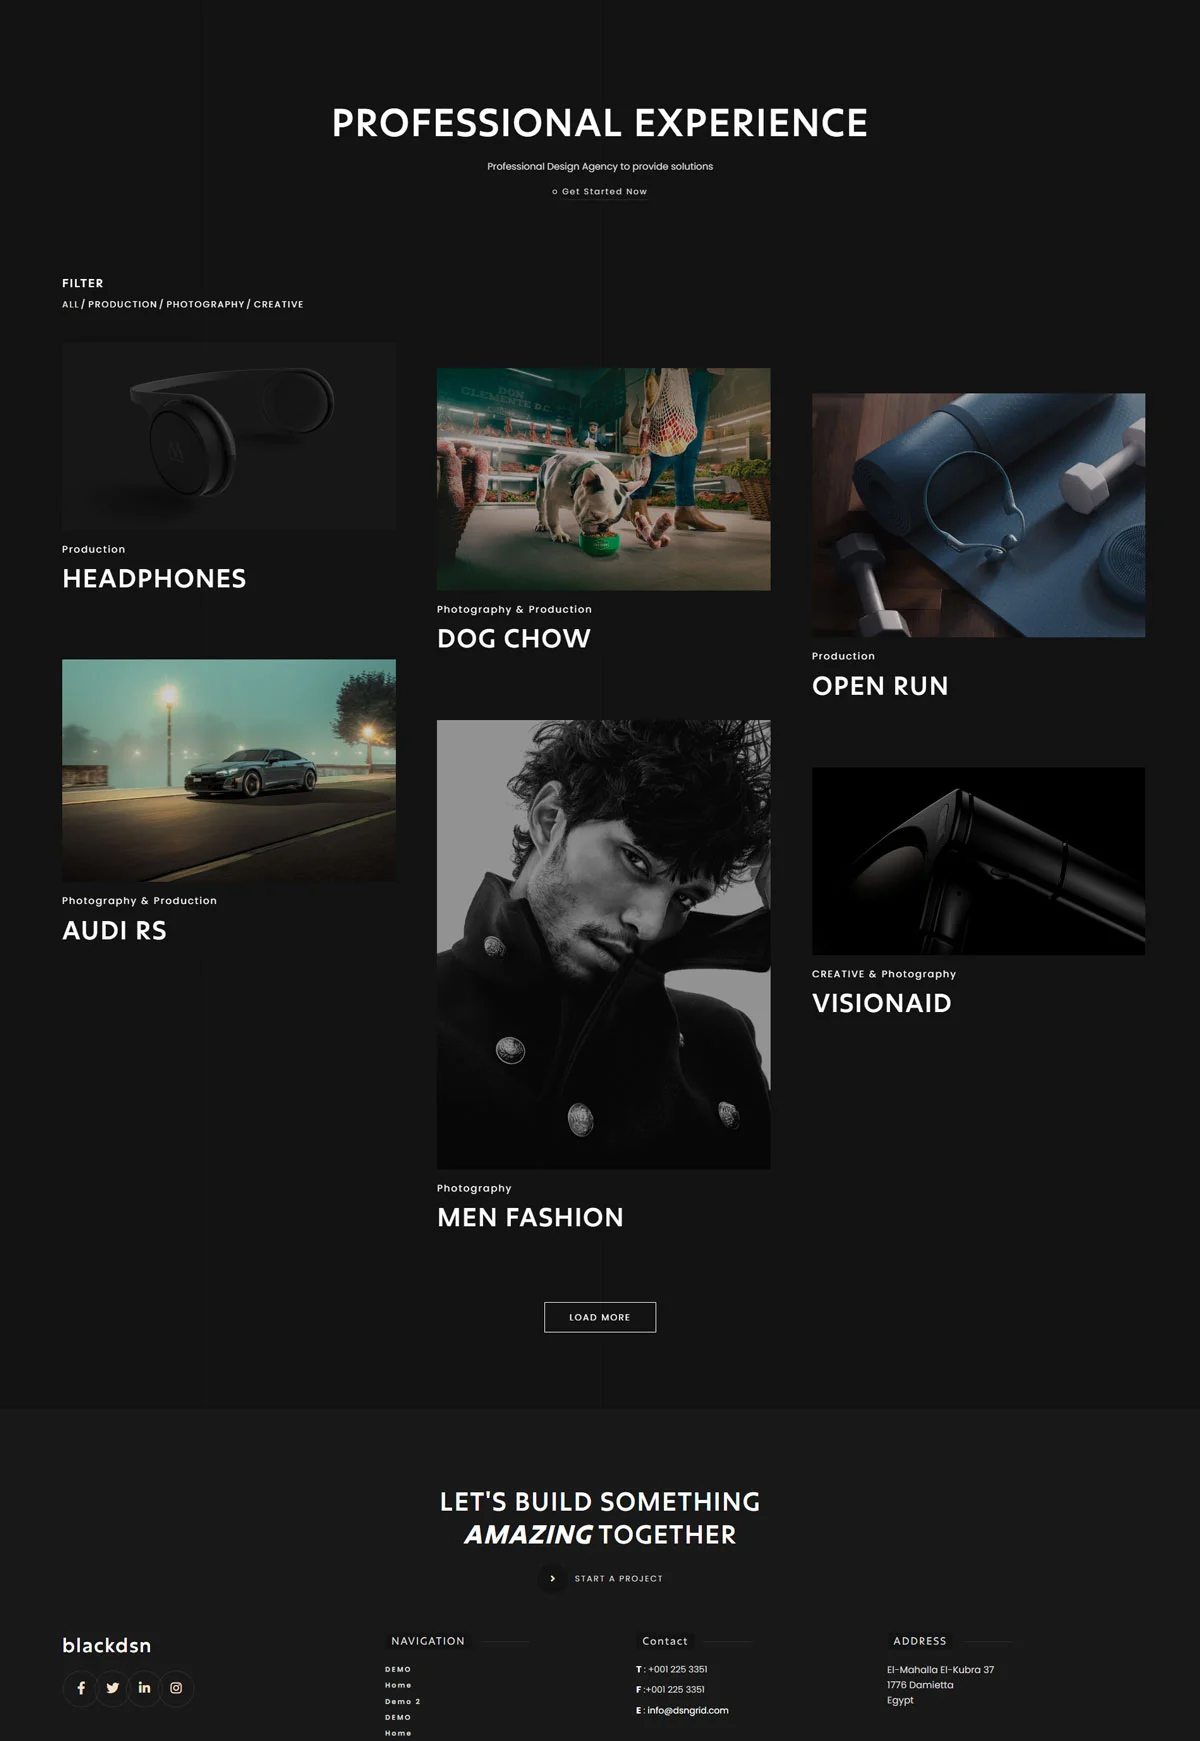 PROFESSIONAL EXPERIENCE
Professional Design Agency to provide solutions
Get Started Now
FILTER
ALL / PRODUCTION / PHOTOGRAPHY / CREATIVE
Production
HEADPHONES
DON
CLEMENTE D.C.
Photography & Production
DOG CHOW
Production
OPEN RUN
Photography & Production
AUDI RS
CREATIVE & Photography
VISIONAID
Photography
MEN FASHION
LOAD MORE
LET'S BUILD SOMETHING
AMAZING TOGETHER
START A PROJECT
blackdsn
NAVIGATION
DEMO
Home
Demo 2
DEMO
Home
Contact
T : +001 225 3351
F :+001 225 3351
E : info@dsngrid.com
ADDRESS
El-Mahalla El-Kubra 37
1776 Damietta
Egypt